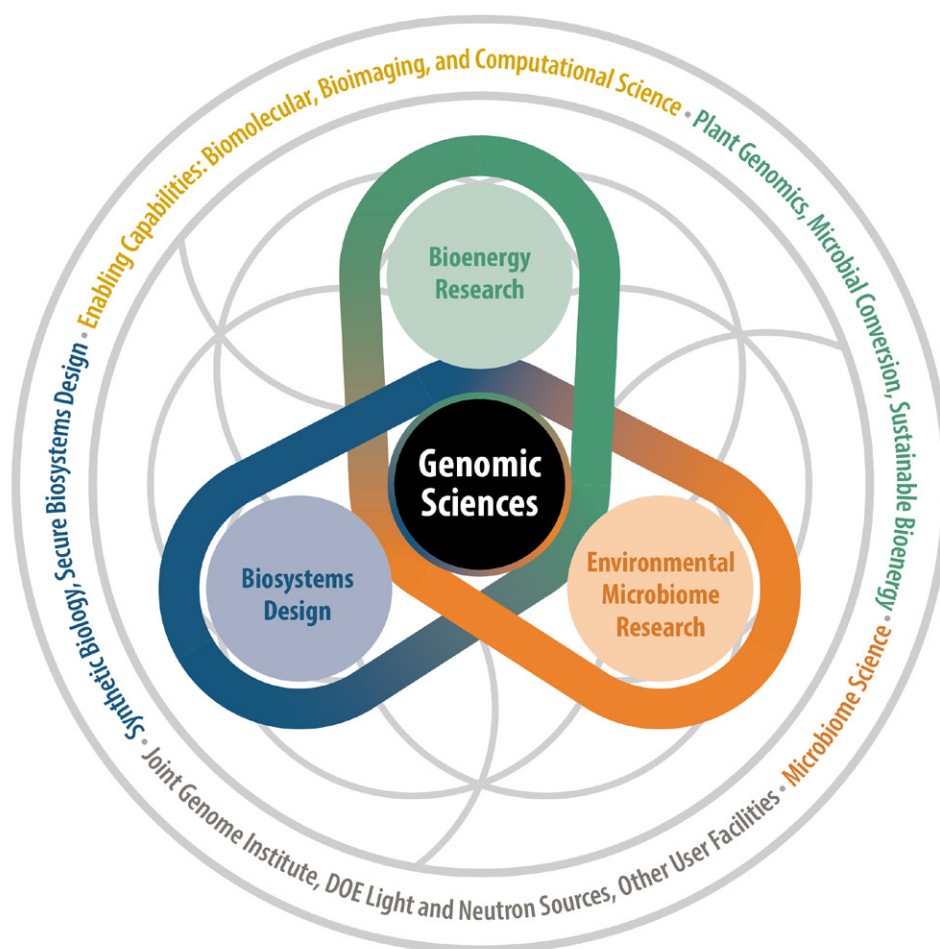 Enabling Capabilities: Biomolecular, Bioimaging, and Computational Science •
Plant Genomics, Microbial Conversion, Sustainable Bioenergy •
Microbiome Science •
Joint Genome Institute, DOE Light and Neutron Sources, Other User Facilities •
Synthetic Biology, Secure Biosystems Design •
Bioenergy
Research
Genomic
Sciences
Biosystems
Design
Environmental
Microbiome
Research